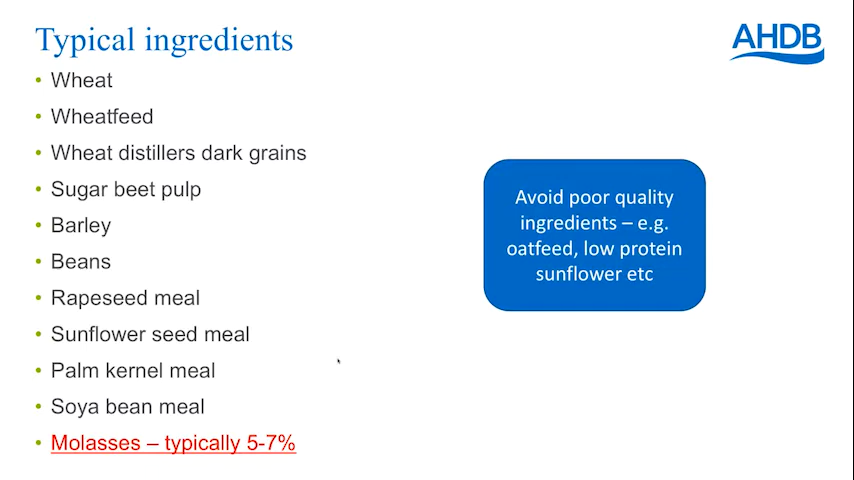 Typical ingredients
AHDB
Wheat
Wheatfeed
Wheat distillers dark grains
Sugar beet pulp
Barley
Beans
Rapeseed meal
Sunflower seed meal
Palm kernel meal
Soya bean meal
Molasses – typically 5-7%
Avoid poor quality
ingredients – e.g.
oatfeed, low protein
sunflower etc